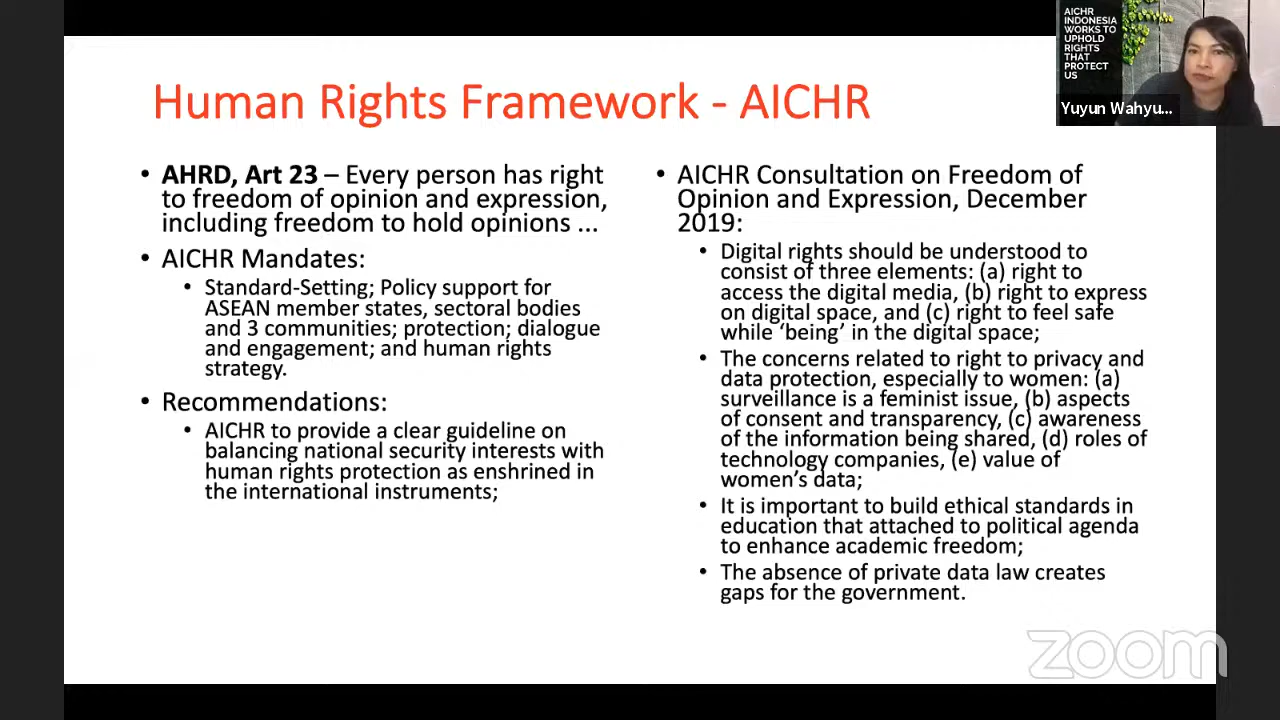 Human Rights Framework - AICHR
• AHRD, Art 23 – Every person has right
to freedom of opinion and expression,
including freedom to hold opinions ...
• AICHR Mandates:
• Standard-Setting; Policy support for
ASEAN member states, sectoral bodies
and 3 communities; protection; dialogue
and engagement; and human rights
strategy.
• Recommendations:
• AICHR to provide a clear guideline on
balancing national security interests with
human rights protection as enshrined in
the international instruments;
• AICHR Consultation on Freedom of
Opinion and Expression, December
2019:
• Digital rights should be understood to
consist of three elements: (a) right to
access the digital media, (b) right to express
on digital space, and (c) right to feel safe
while ‘being’ in the digital space;
• The concerns related to right to privacy and
data protection, especially to women: (a)
surveillance is a feminist issue, (b) aspects
of consent and transparency, (c) awareness
of the information being shared, (d) roles of
technology companies, (e) value of
women’s data;
• It is important to build ethical standards in
education that attached to political agenda
to enhance academic freedom;
• The absence of private data law creates
gaps for the government.
AICHR
INDONESIA
WORKS TO
UPHOLD
RIGHTS
THAT
PROTECT
US
Yuyun Wahyu...
zoom